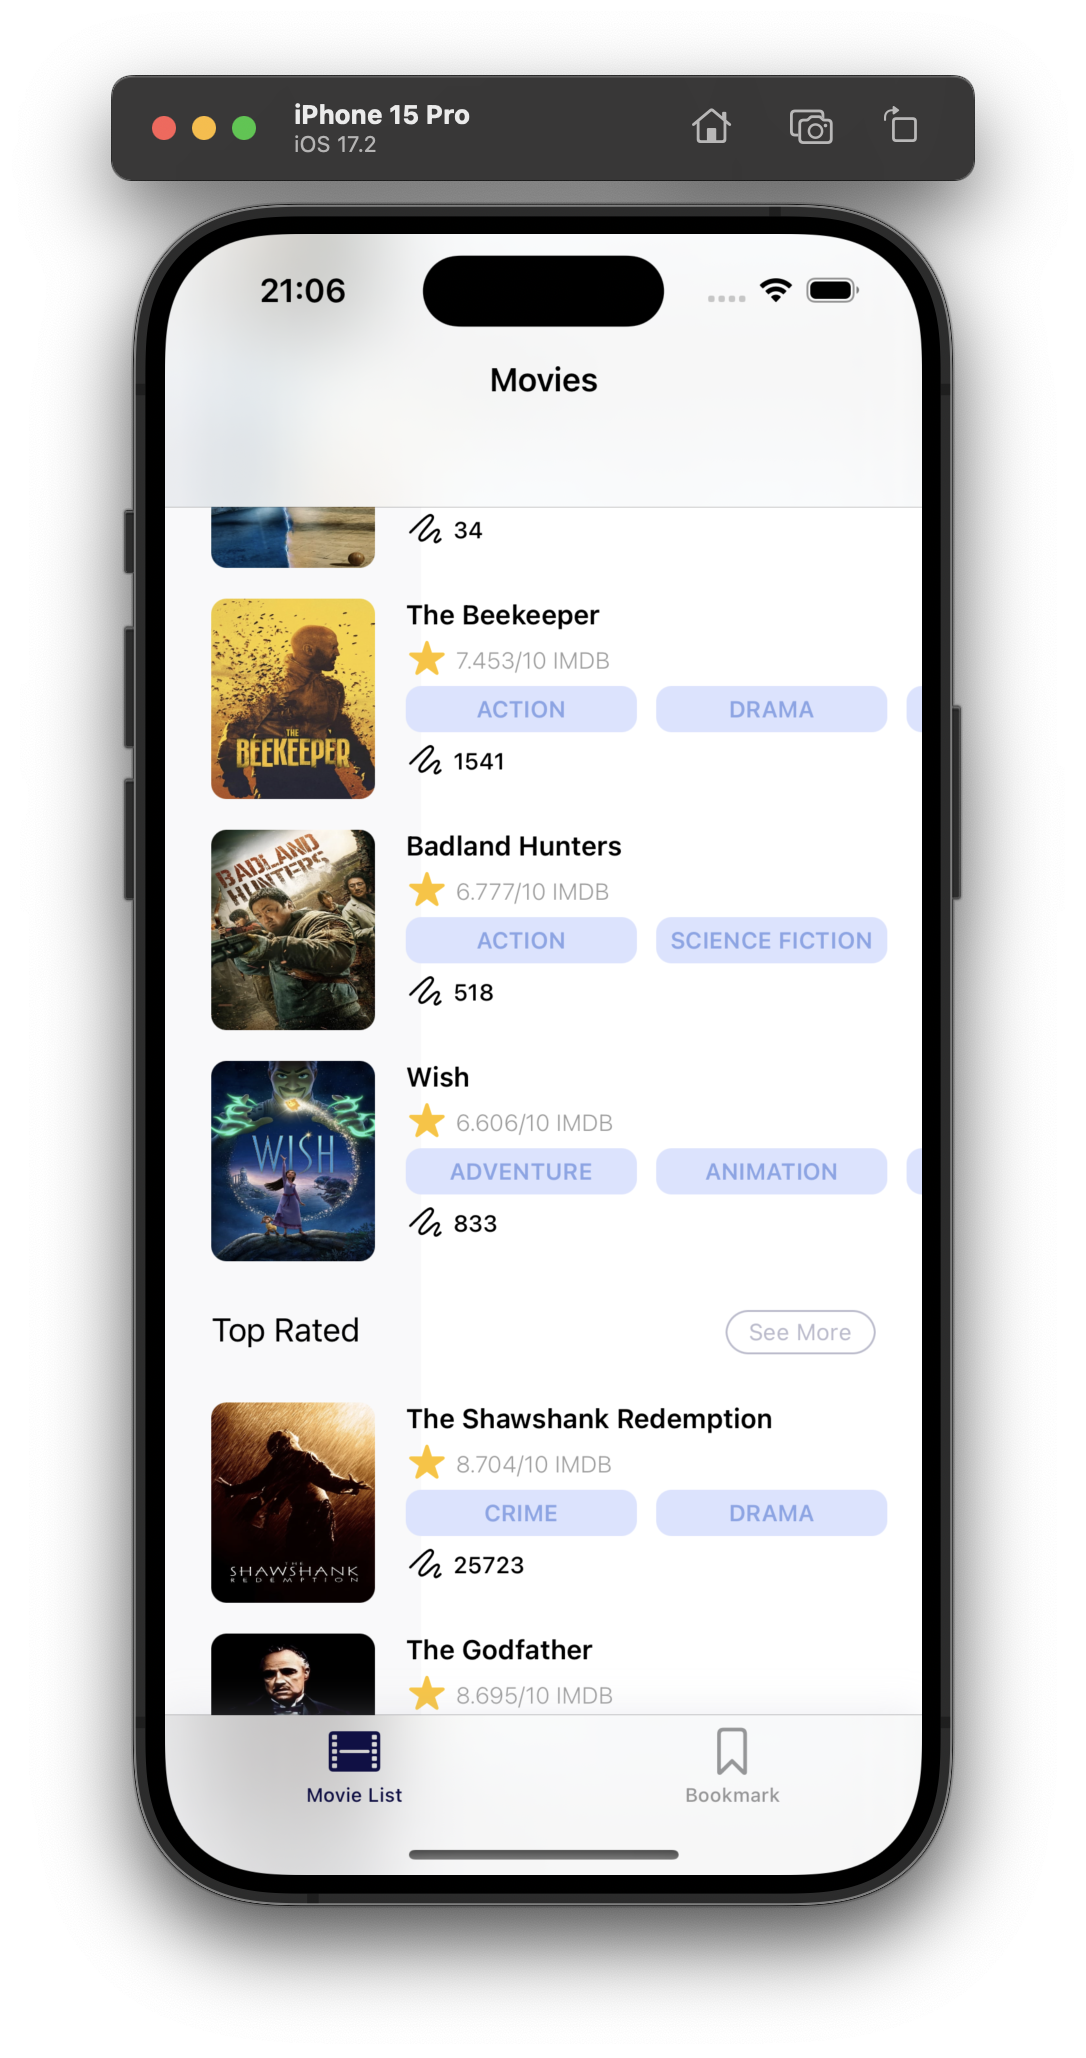 iPhone 15 Pro
iOS 17.2
21:06
Movies
34
The Beekeeper
7.453/10 IMDB
ACTION
DRAMA
THE
BEEKEEPER
1541
Badland Hunters
BADLAND
HUNTERS
6.777/10 IMDB
ACTION
SCIENCE FICTION
518
Wish
6.606/10 IMDB
WISH
ADVENTURE
ANIMATION
833
Top Rated
See More
The Shawshank Redemption
8.704/10 IMDB
CRIME
DRAMA
25723
THE
SHAWSHANK
REDEMPTION
The Godfather
8.695/10 IMDB
Movie List
Bookmark